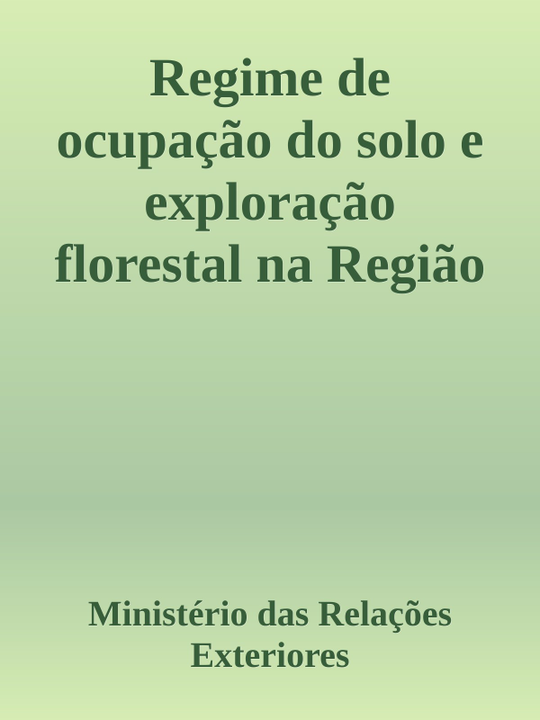 Regime de
ocupação do solo e
exploração
florestal na Região
Ministério das Relações
Exteriores